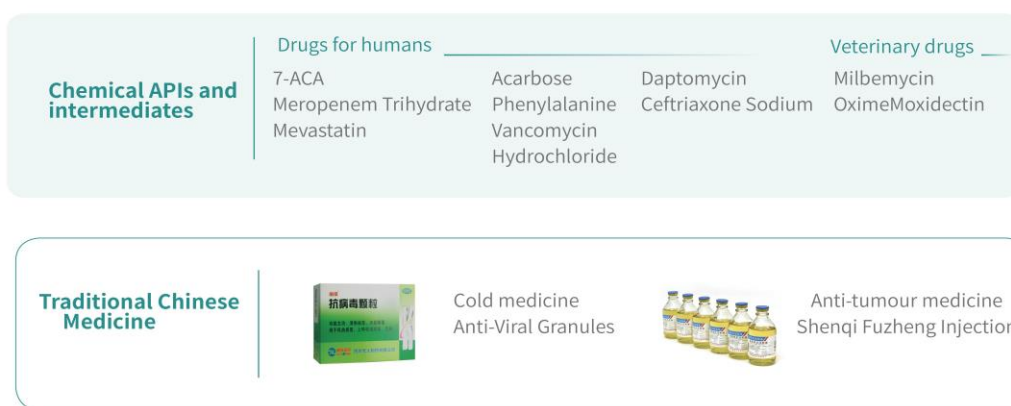 Chemical APIs and
intermediates
Drugs for humans
7-ACA
Meropenem Trihydrate
Mevastatin
Acarbose
Phenylalanine
Vancomycin
Hydrochloride
Daptomycin
Ceftriaxone Sodium
Veterinary drugs
Milbemycin
OximeMoxidectin
Traditional Chinese
Medicine
抗病毒颗粒
Cold medicine
Anti-Viral Granules
Anti-tumour medicine
Shenqi Fuzheng Injection